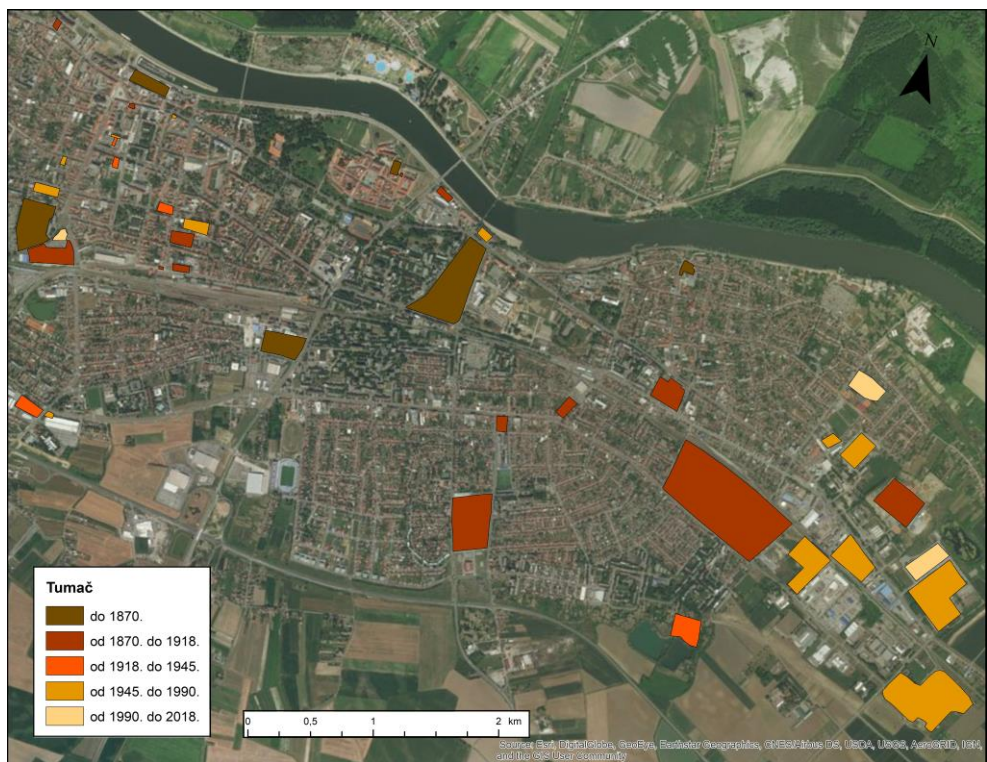 N
Tumač
do 1870.
od 1870. do 1918.
od 1918. do 1945.
od 1945. do 1990.
od 1990. do 2018.
0 0,5 1 2 km
Source: Esri, DigitalGlobe, GeoEye, Earthstar Geographics, CNES/Airbus DS, USDA, USGS, AeroGRID, IGN,
and the GIS User Community